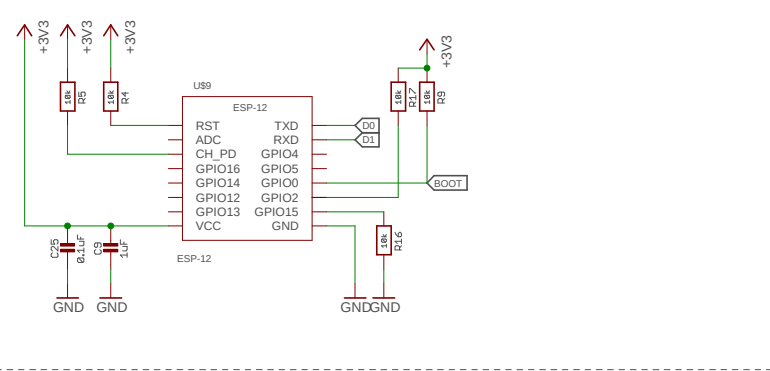 +3V3
+3V3
+3V3
+3V3
10k
R5
10k
R4
10k
R17
10k
R9
U$9
ESP-12
RST
TXD
D0
ADC
RXD
D1
CH_PD
GPIO4
GPIO16
GPIO5
GPIO14
GPIO0
BOOT
GPIO12
GPIO2
GPIO13
GPIO15
VCC
GND
C25
0.1uF
C9
1uF
10k
R16
ESP-12
GND
GND
GND
GND